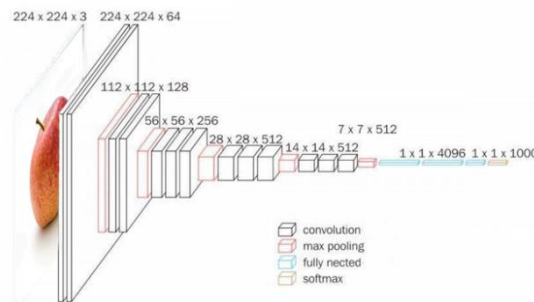 224 x 224 x 3 224 x 224 x 64
112 x 112 x 128
56 x 56 x 256
28 x 28 x 512
14 x 14 x 512
7 x 7 x 512
1 x 1 x 4096 1 x 1 x 1000
convolution
max pooling
fully nected
softmax